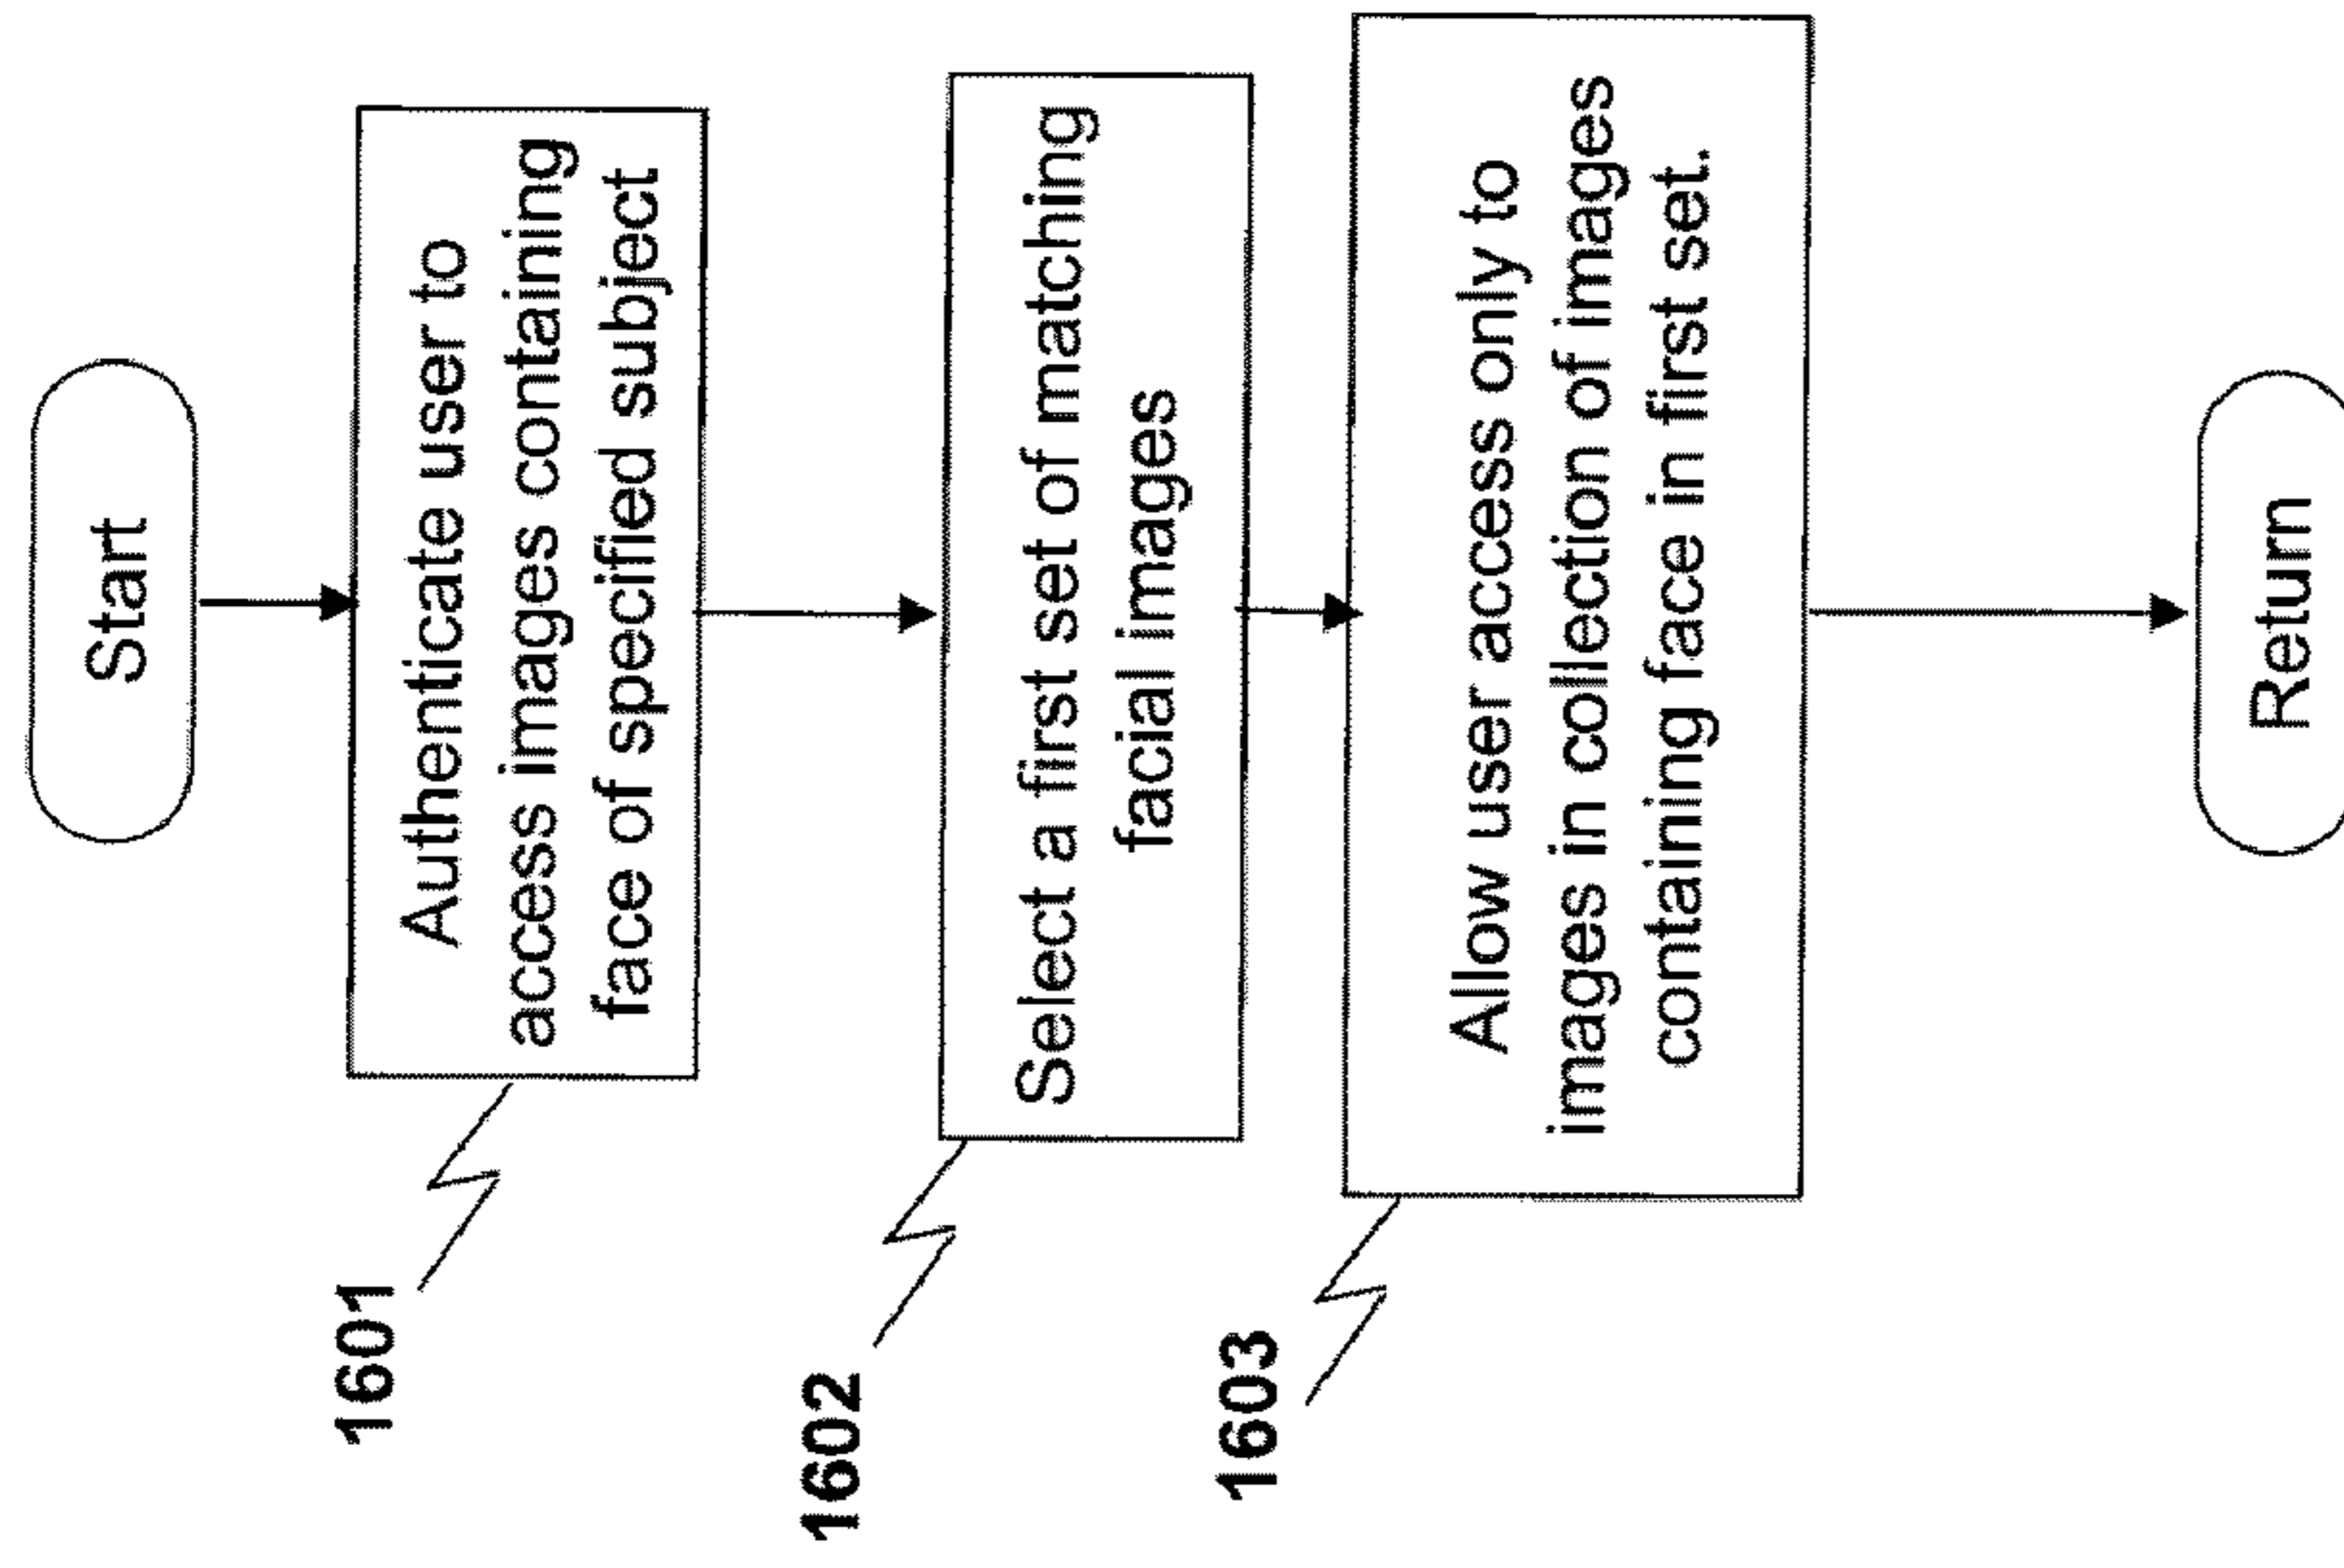 Start
1601
Authenticate user to
access images containing
face of specified subject
1602
Select a first set of matching
facial images
1603
Allow user access only to
images in collection of images
containing face in first set.
Return